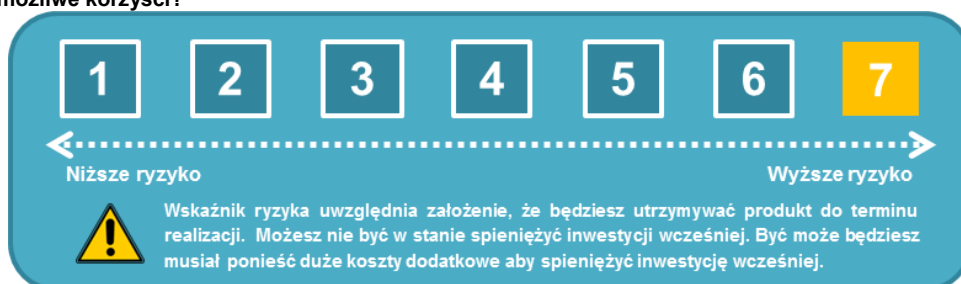 możliwe korzyści?
1 2 3 4 5 6 7
Niższe ryzyko Wyższe ryzyko
Wskaźnik ryzyka uwzględnia założenie, że będziesz utrzymywać produkt do terminu
realizacji. Możesz nie być w stanie spieniężyć inwestycji wcześniej. Być może będziesz
musiał ponieść duże koszty dodatkowe aby spieniężyć inwestycję wcześniej.